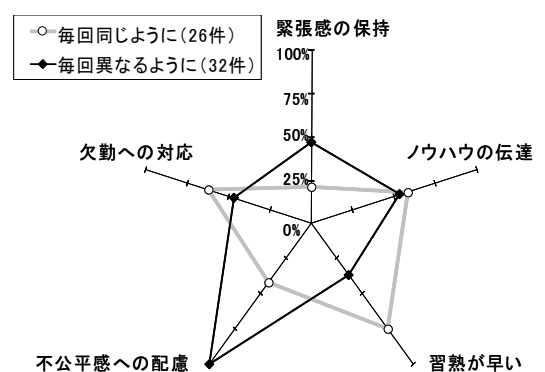 毎回同じように(26件)
毎回異なるように(32件)
緊張感の保持
100%
75%
50%
25%
0%
欠勤への対応
ノウハウの伝達
不公平感への配慮
習熟が早い